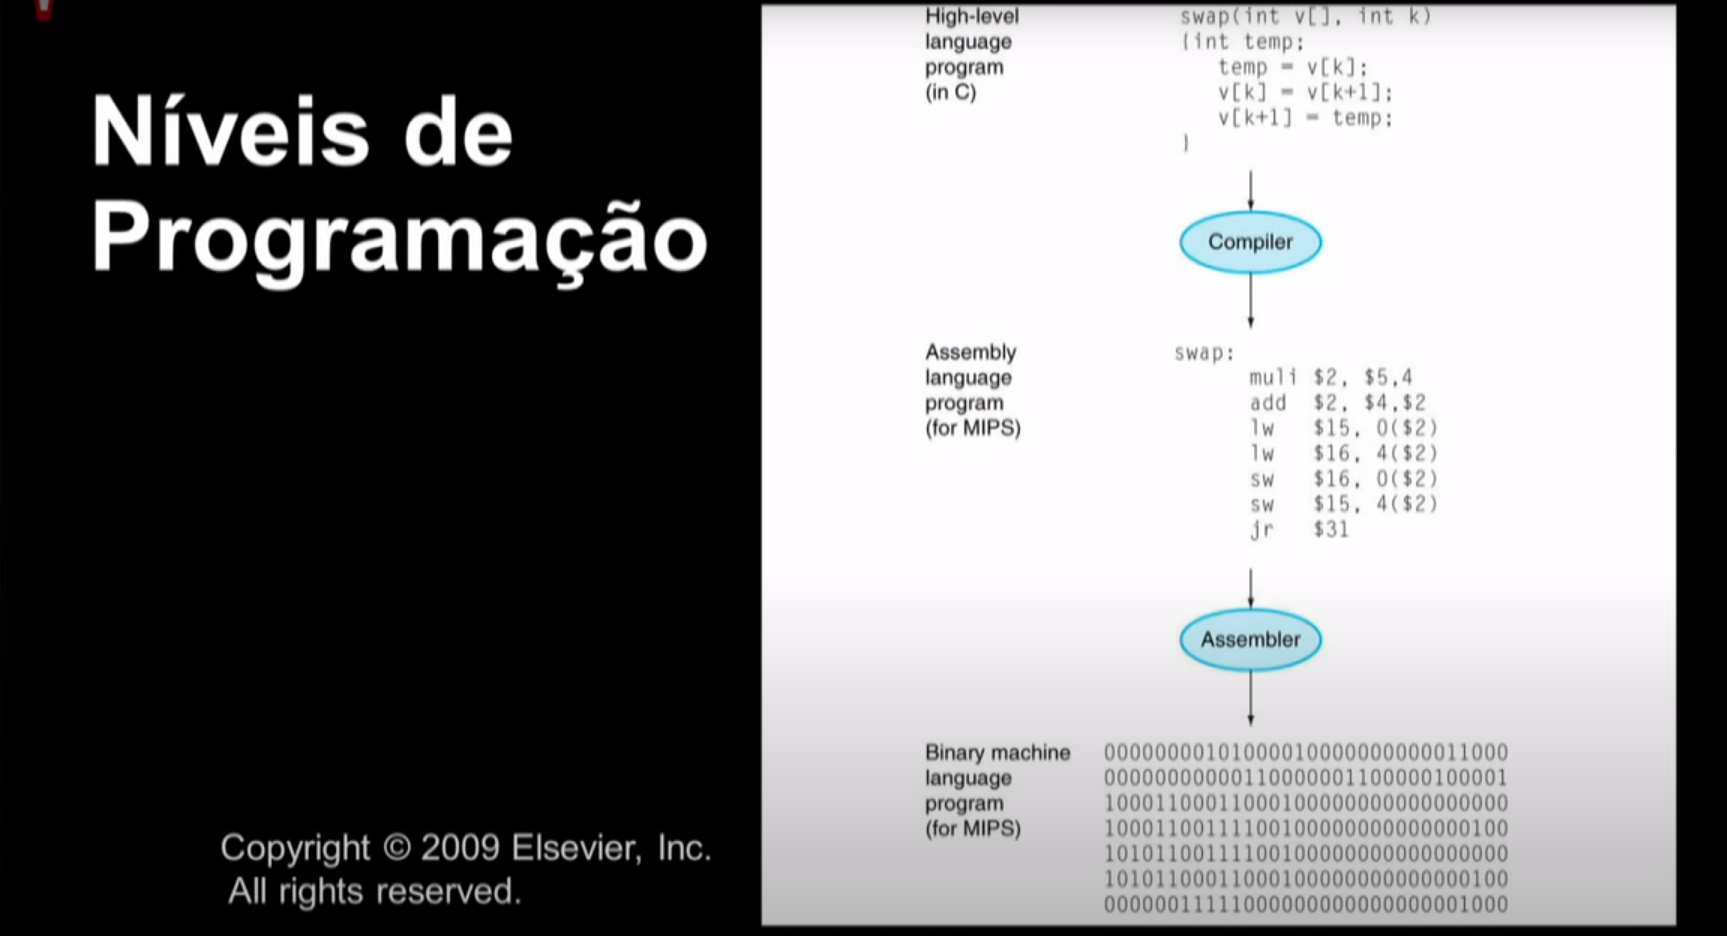 Níveis de
Programação
Copyright © 2009 Elsevier, Inc.
All rights reserved.
High-level
language
program
(in C)
swap(int v[], int k)
{int temp;
temp = v[k];
v[k] = v[k+1];
v[k+1] = temp;
}
Compiler
Assembly
language
program
(for MIPS)
swap:
muli $2, $5,4
add $2, $4,$2
lw $15, 0($2)
lw $16, 4($2)
sw $16, 0($2)
sw $15, 4($2)
jr $31
Assembler
Binary machine
language
program
(for MIPS)
00000000101000010000000000011000
00000000000110000001100000100001
10001100011000100000000000000000
10001100111100100000000000000100
10101100111100100000000000000000
10101100011000100000000000000100
00000011111000000000000000001000